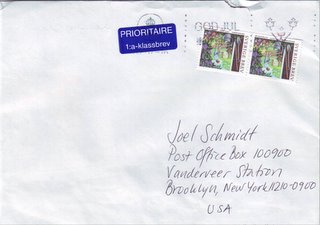 PRIORITAIRE
1:a-klassbrev
GOD JUL
Joel Schmidt
Post Office Box 100900
Vanderveer Station
Brooklyn, New York 11210-0900
USA